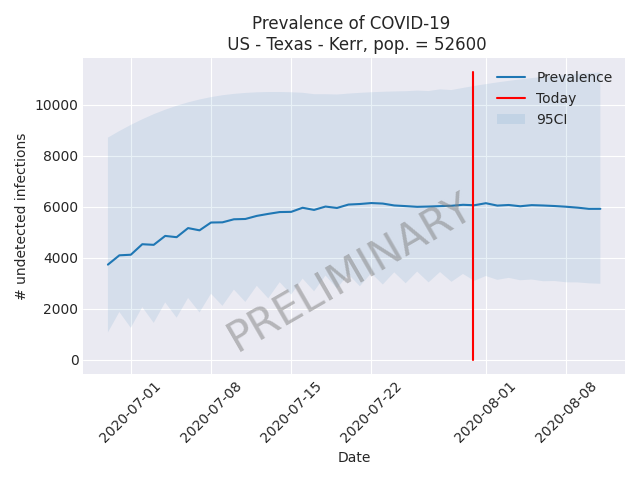 Prevalence of COVID-19
US - Texas - Kerr, pop. = 52600
Prevalence
Today
95CI
# undetected infections
10000
8000
6000
4000
2000
0
PRELIMINARY
2020-07-01
2020-07-08
2020-07-15
2020-07-22
2020-08-01
2020-08-08
Date